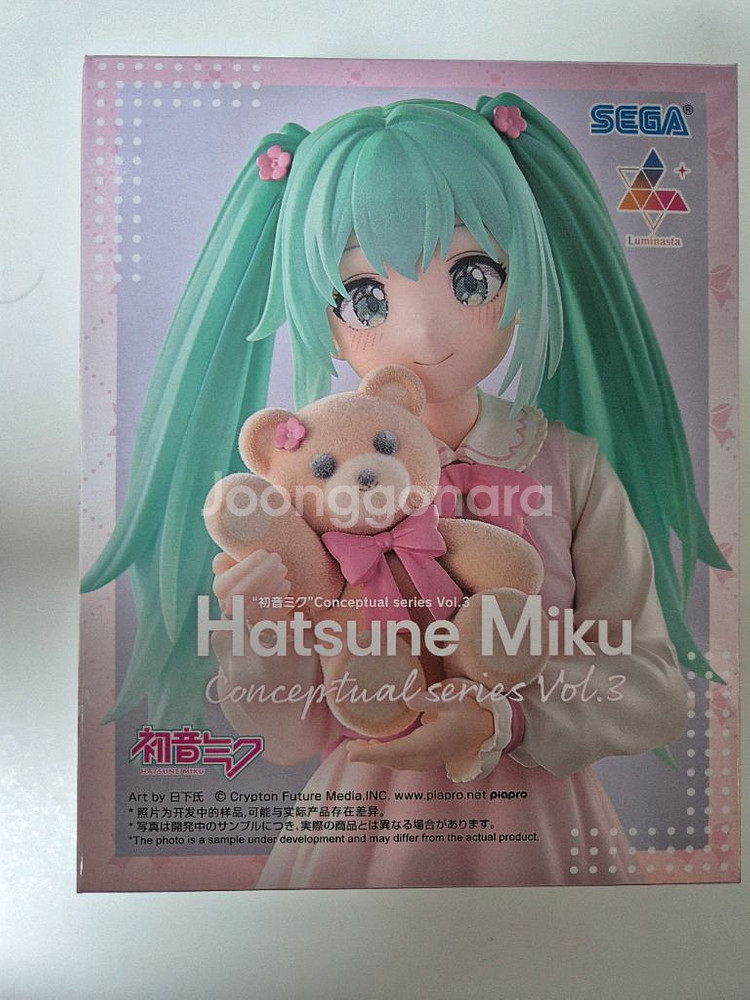 SEGA®
Luminasta
Joonggonara
"初音ミク"Conceptual series Vol.3
Hatsune Miku
Conceptual series Vol.3
初音ミク
HATSUNE MIKU
Art by 日下氏 © Crypton Future Media,INC. www.piapro.net piapro
* 照片为开发中的样品,可能与实际产品存在差异。
* 写真は開発中のサンプルにつき、実際の商品とは異なる場合があります。
*The photo is a sample under development and may differ from the actual product.